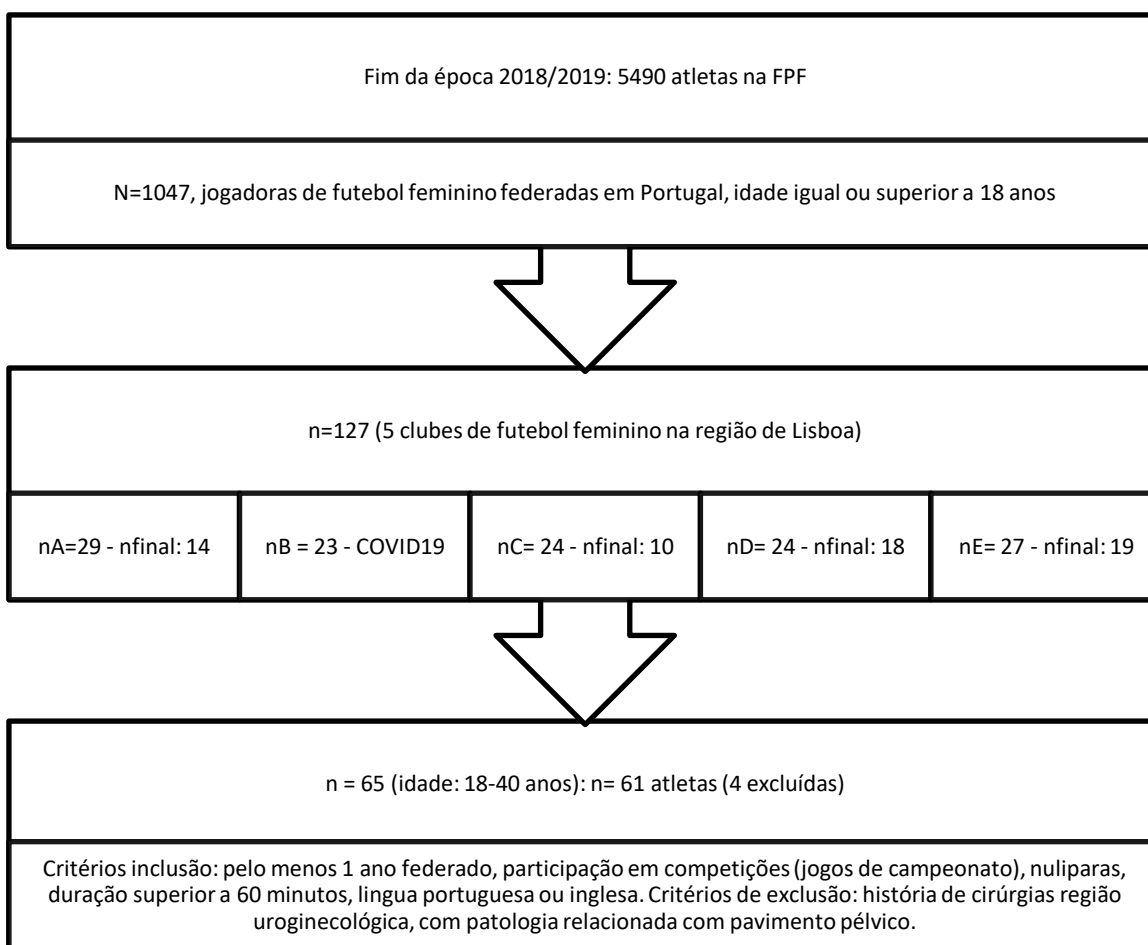 Fim da época 2018/2019: 5490 atletas na FPF
N=1047, jogadoras de futebol feminino federadas em Portugal, idade igual ou superior a 18 anos
n=127 (5 clubes de futebol feminino na região de Lisboa)
nA=29 - nfinal: 14
nB = 23 - COVID19
nC= 24 - nfinal: 10
nD= 24 - nfinal: 18
nE= 27 - nfinal: 19
n = 65 (idade: 18-40 anos): n= 61 atletas (4 excluídas)
Critérios inclusão: pelo menos 1 ano federado, participação em competições (jogos de campeonato), nuliparas,
duração superior a 60 minutos, lingua portuguesa ou inglesa. Critérios de exclusão: história de cirúrgias região
uroginecológica, com patologia relacionada com pavimento pélvico.